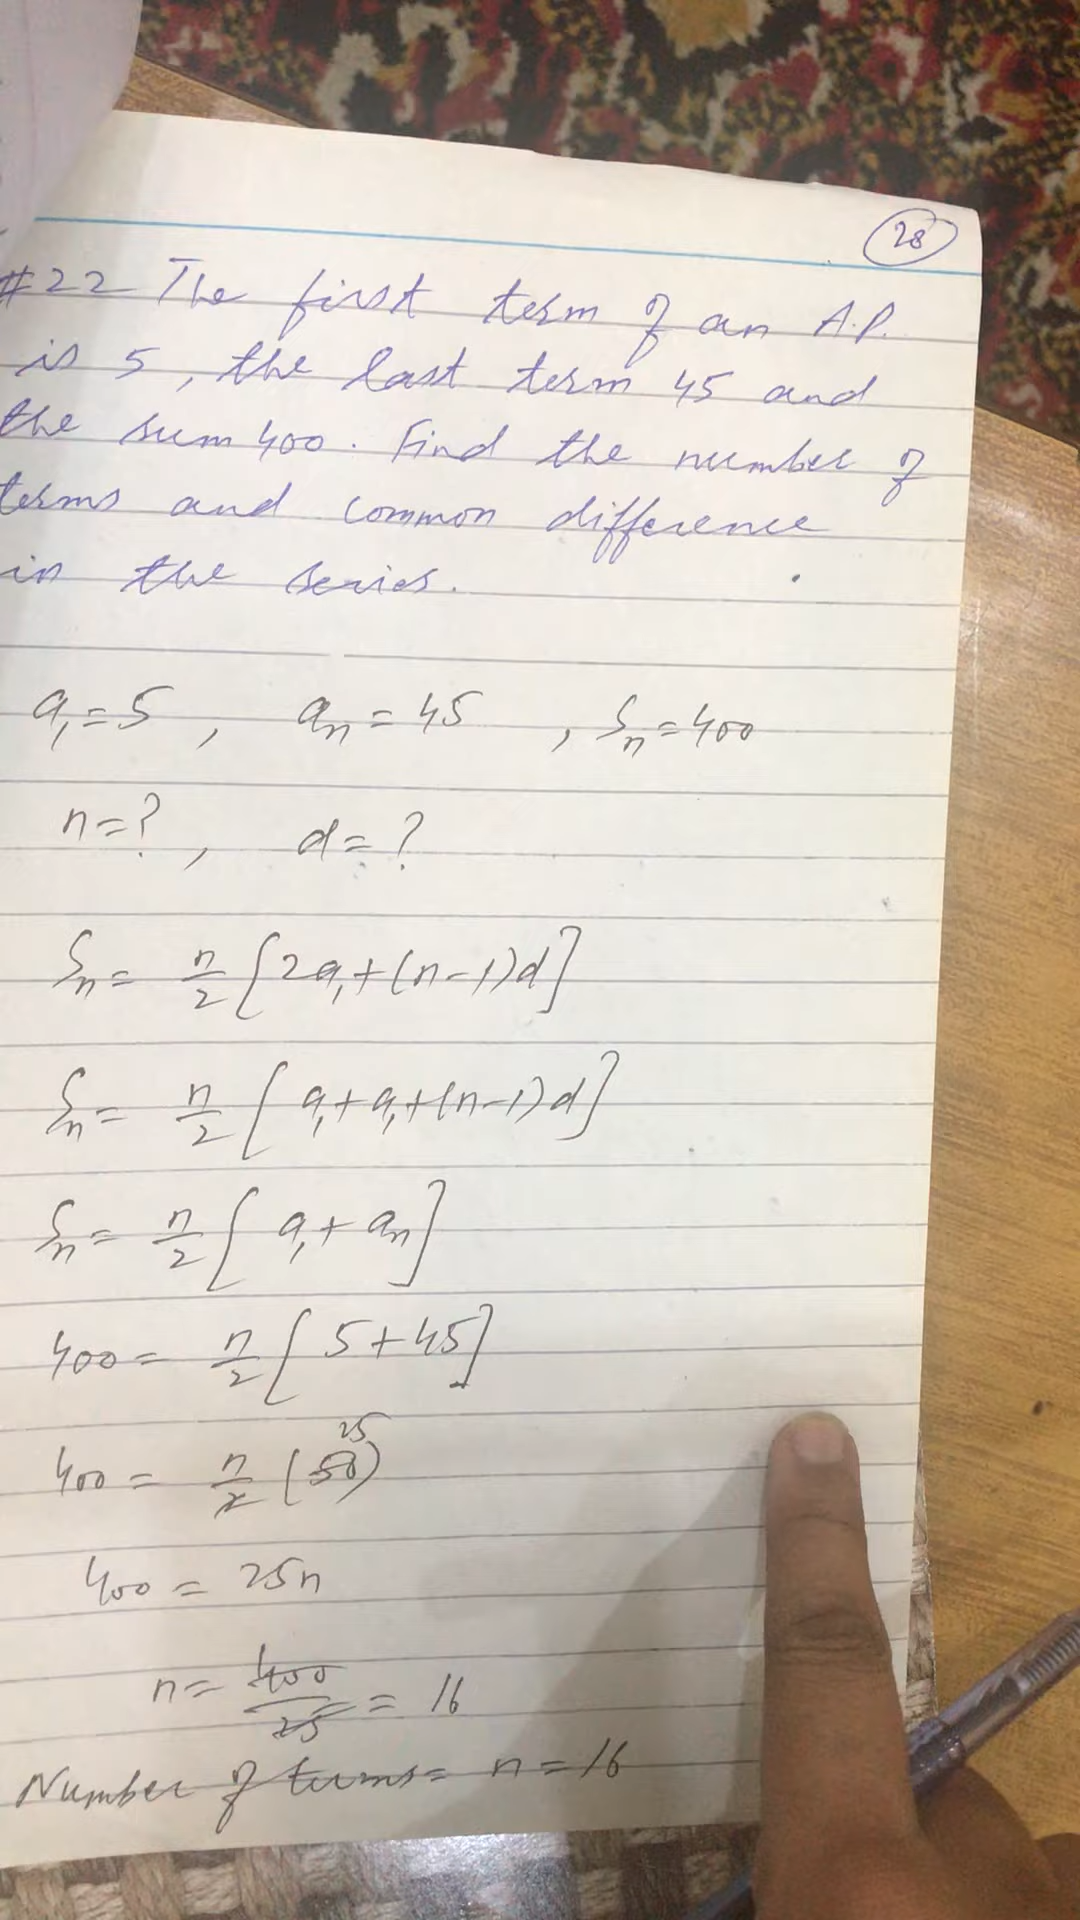 28
#22 The first term of an A.P.
is 5, the last term 45 and
the sum 400. Find the number of
terms and common difference
in the series.
a₁=5, aₙ=45, Sₙ=400
n=?, d=?
Sₙ= n/2 [2a₁+(n-1)d]
Sₙ= n/2 [a₁+a₁+(n-1)d]
Sₙ= n/2 [a₁+aₙ]
400= n/2 [5+45]
25
400= n/2 (50)
400=25n
n= 400/25 = 16
Number of terms= n=16